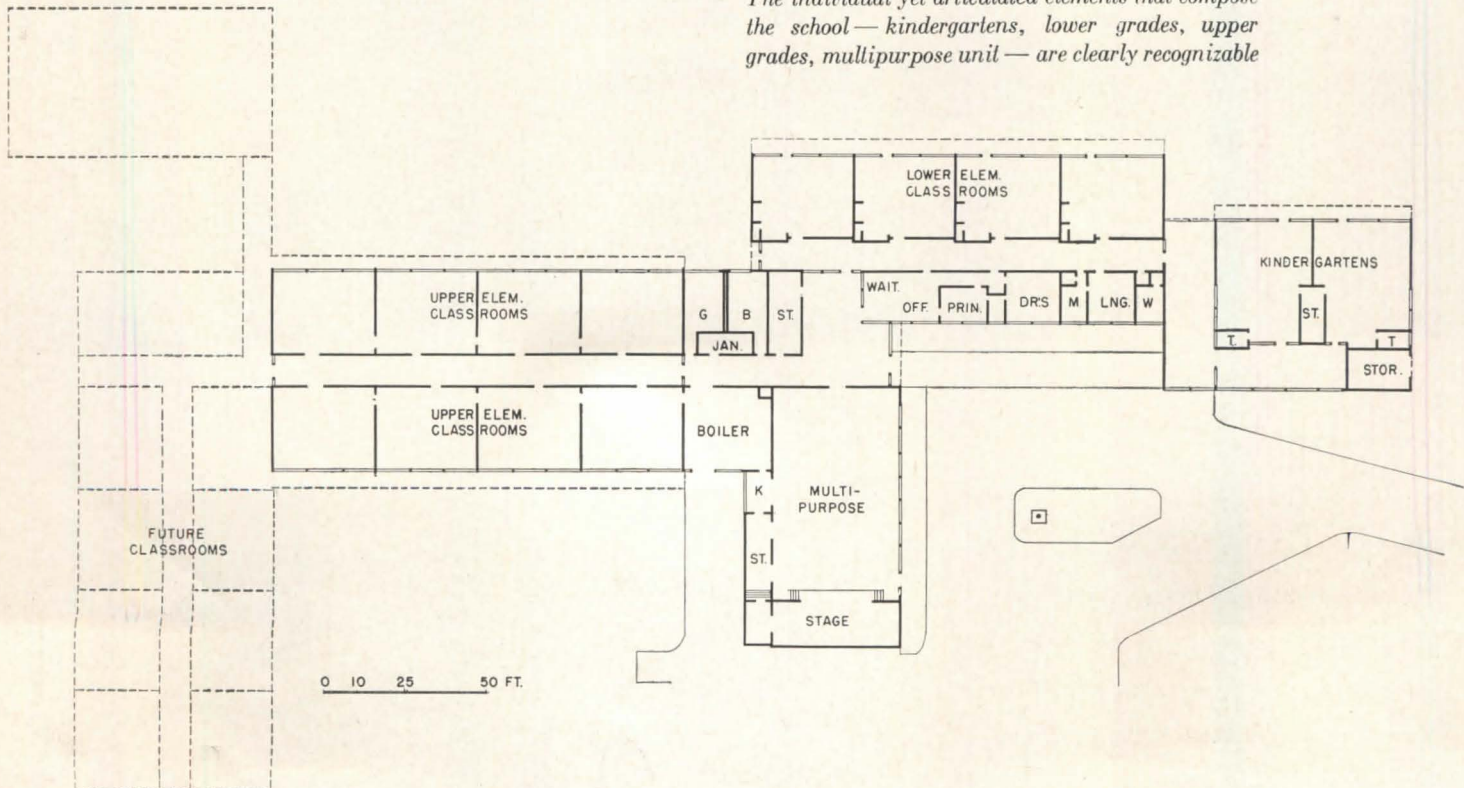 The individual yet articulated elements that compose
the school — kindergartens, lower grades, upper
grades, multipurpose unit — are clearly recognizable
LOWER ELEM.
CLASS ROOMS
KINDERGARTENS
UPPER ELEM.
CLASS ROOMS
G
B
ST.
JAN.
WAIT.
OFF.
PRIN.
DR'S
M
LNG.
W
ST.
T.
T
STOR.
UPPER ELEM.
CLASS ROOMS
BOILER
K
MULTI-
PURPOSE
ST.
STAGE
FUTURE
CLASSROOMS
0 10 25 50 FT.